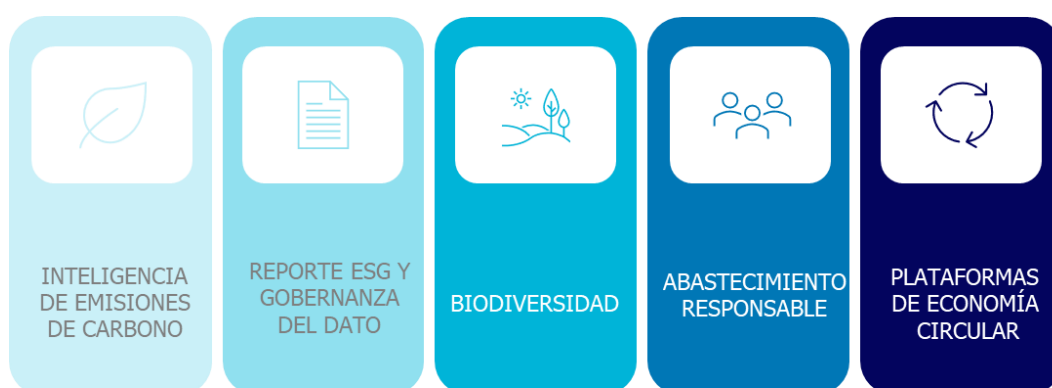 INTELIGENCIA
DE EMISIONES
DE CARBONO
REPORTE ESG Y
GOBERNANZA
DEL DATO
BIODIVERSIDAD
ABASTECIMIENTO
RESPONSABLE
PLATAFORMAS
DE ECONOMÍA
CIRCULAR